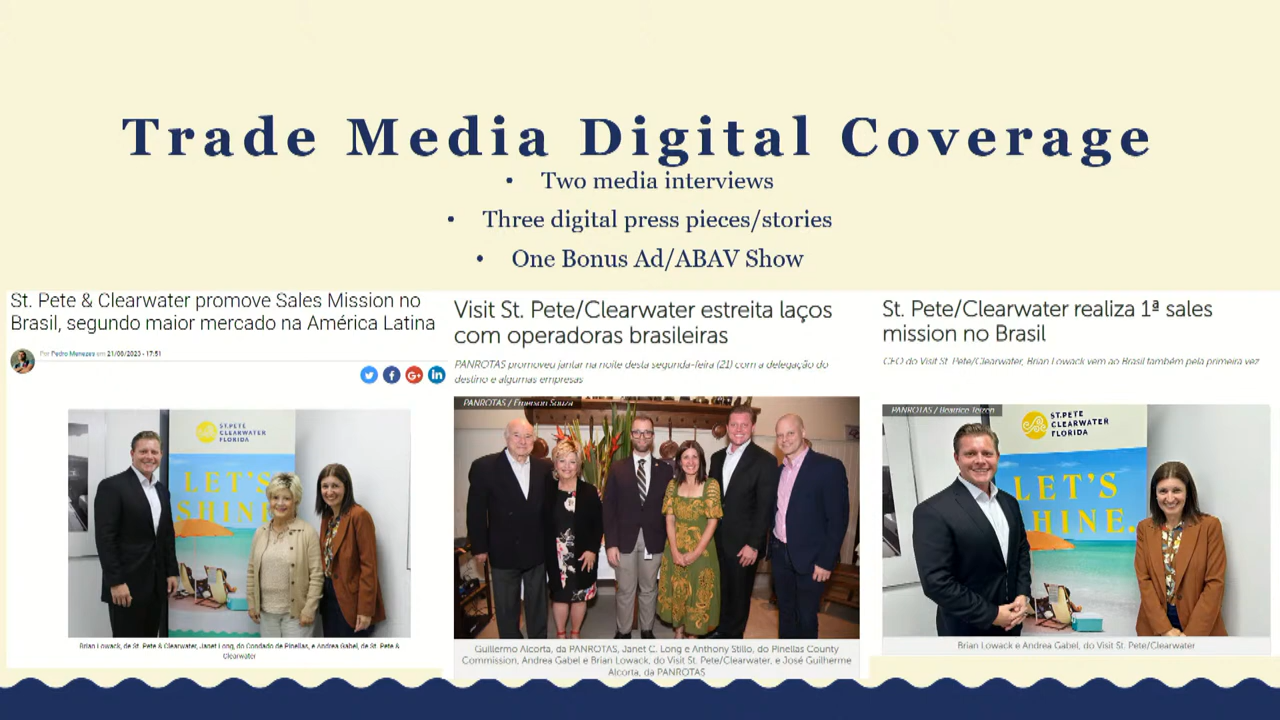 Trade Media Digital Coverage
• Two media interviews
• Three digital press pieces/stories
• One Bonus Ad/ABAV Show
St. Pete & Clearwater promove Sales Mission no
Brasil, segundo maior mercado na América Latina
Por Pedro Menezes em 21/08/2023 - 17:51
ST.PETE
CLEARWATER
FLORIDA
LET'S
SHINE
Brian Lowack, de St. Pete & Clearwater, Janet Long, do Condado de Pinellas, e Andrea Gabel, de St. Pete &
Clearwater
Visit St. Pete/Clearwater estreita laços
com operadoras brasileiras
PANROTAS promoveu jantar na noite desta segunda-feira (21) com a delegação do
destino e algumas empresas
PANROTAS / Emerson Souza
Guillermo Alcorta, da PANROTAS, Janet C. Long e Anthony Stillo, do Pinellas County
Commission, Andrea Gabel e Brian Lowack, do Visit St. Pete/Clearwater, e José Guilherme
Alcorta, da PANROTAS
St. Pete/Clearwater realiza 1ª sales
mission no Brasil
CEO do Visit St. Pete/Clearwater, Brian Lowack vem ao Brasil também pela primeira vez
PANROTAS / Beatrice Teizen
ST.PETE
CLEARWATER
FLORIDA
LET'S
HINE.
Brian Lowack e Andrea Gabel, do Visit St. Pete/Clearwater